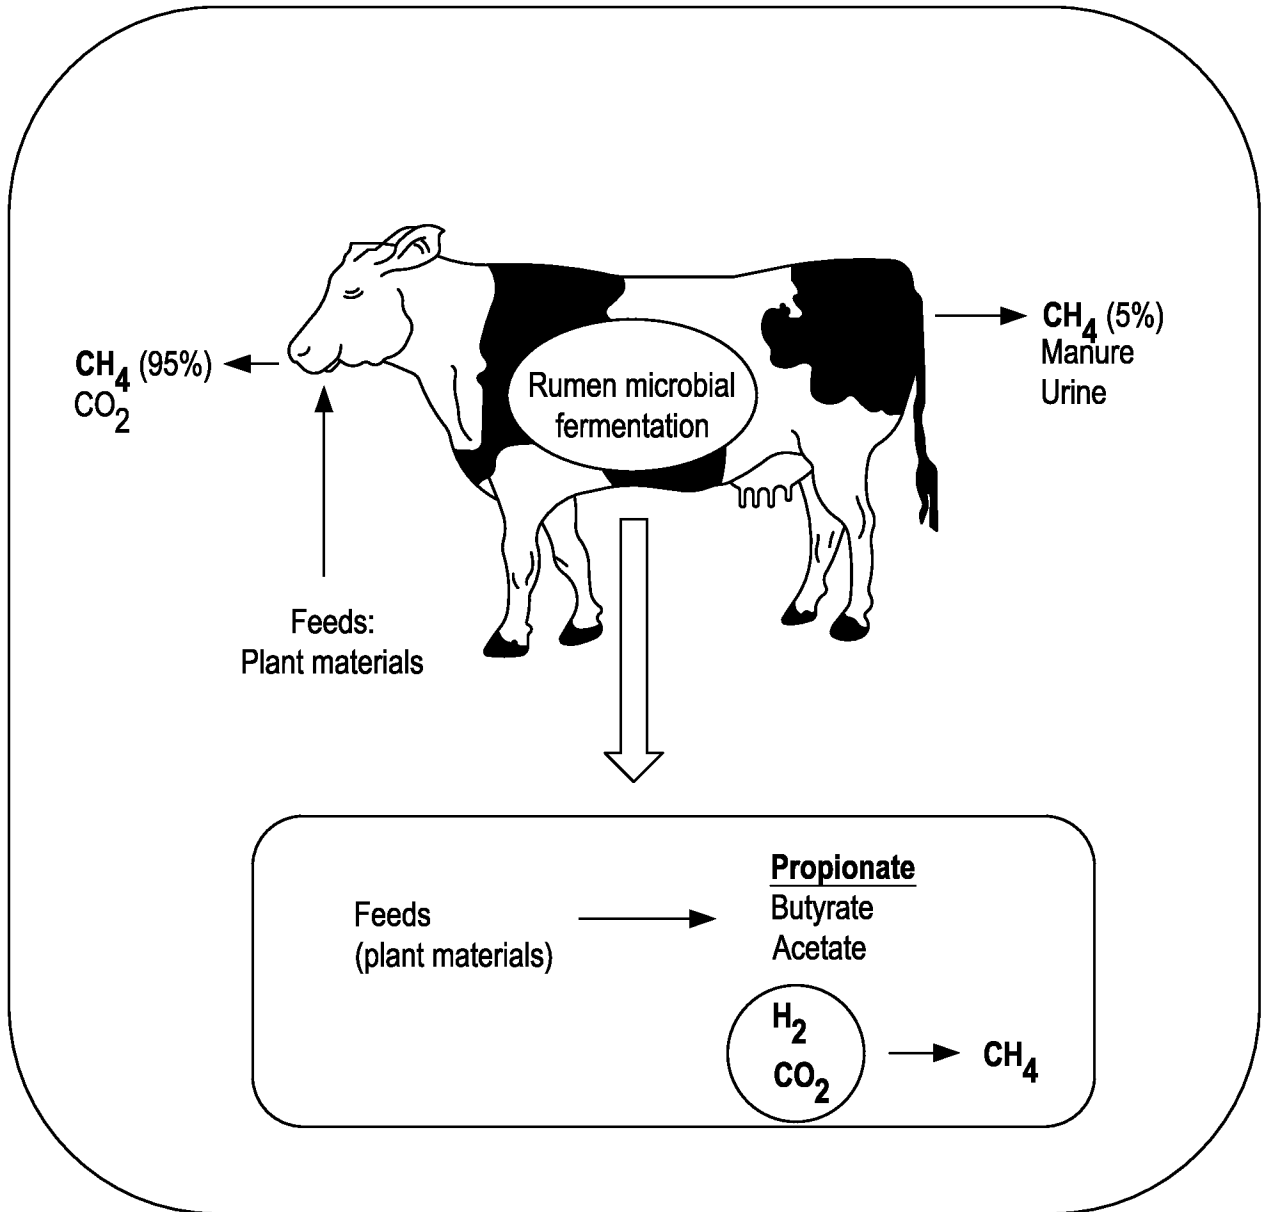 CH4 (95%)
CO2
Rumen microbial
fermentation
CH4 (5%)
Manure
Urine
Feeds:
Plant materials
Feeds
(plant materials)
Propionate
Butyrate
Acetate
H2
CO2
CH4